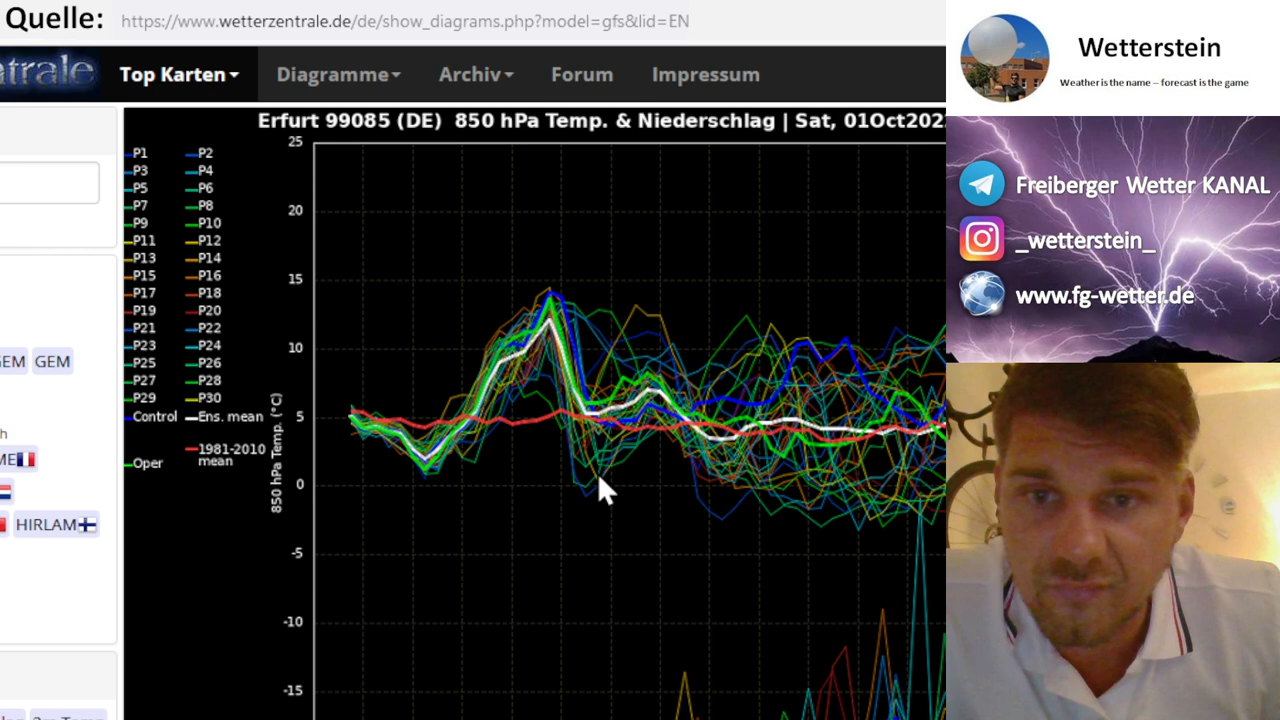 Quelle: https://www.wetterzentrale.de/de/show_diagrams.php?model=gfs&lid=EN
Wetterstein
Weather is the name – forecast is the game
Freiberger Wetter KANAL
_wetterstein_
www.fg-wetter.de
ntrale Top Karten Diagramme Archiv Forum Impressum
Erfurt 99085 (DE) 850 hPa Temp. & Niederschlag | Sat, 01Oct202
P1 P2
P3 P4
P5 P6
P7 P8
P9 P10
P11 P12
P13 P14
P15 P16
P17 P18
P19 P20
P21 P22
P23 P24
P25 P26
P27 P28
P29 P30
Control Ens. mean
1981-2010
mean
Oper
850 hPa Temp. (°C)
25
20
15
10
5
0
-5
-10
-15
GEM GEM
h
ME
HIRLAM